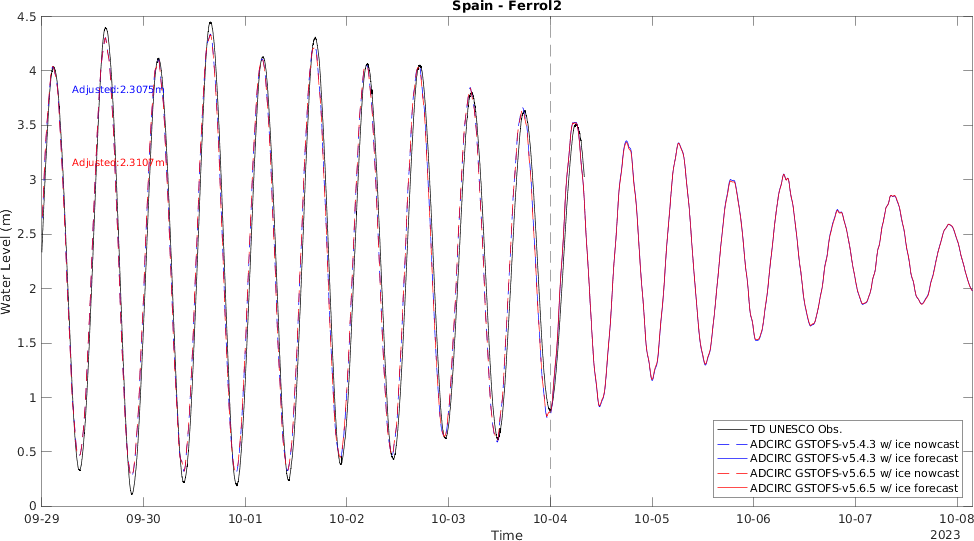 Spain - Ferrol2
4.5
4
3.5
3
2.5
2
1.5
1
0.5
0
Water Level (m)
Adjusted:2.3075m
Adjusted:2.3107m
TD UNESCO Obs.
ADCIRC GSTOFS-v5.4.3 w/ ice nowcast
ADCIRC GSTOFS-v5.4.3 w/ ice forecast
ADCIRC GSTOFS-v5.6.5 w/ ice nowcast
ADCIRC GSTOFS-v5.6.5 w/ ice forecast
09-29 09-30 10-01 10-02 10-03 10-04 10-05 10-06 10-07 10-08
Time
2023